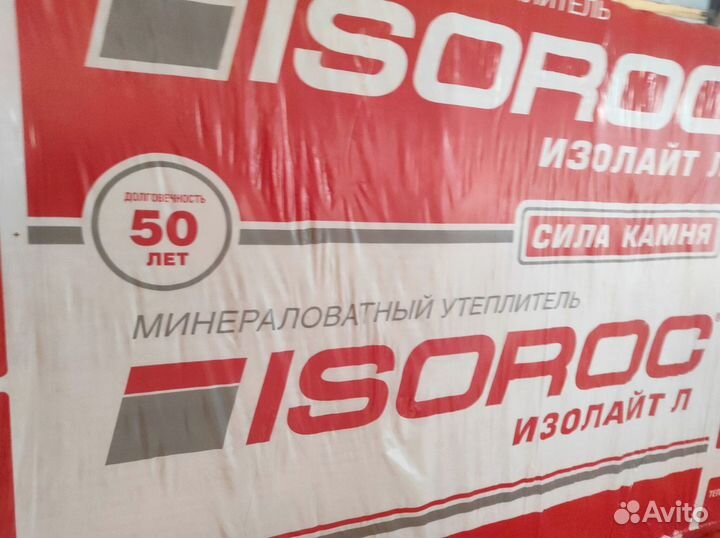 ISOROC
ИЗОЛАЙТ Л
ДОЛГОВЕЧНОСТЬ
50
ЛЕТ
СИЛА КАМНЯ
МИНЕРАЛОВАТНЫЙ УТЕПЛИТЕЛЬ
ISOROC
ИЗОЛАЙТ Л
Avito